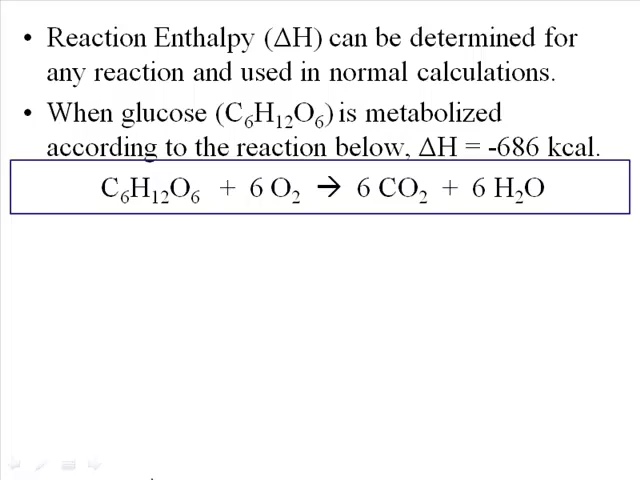 • Reaction Enthalpy (ΔH) can be determined for
any reaction and used in normal calculations.
• When glucose (C₆H₁₂O₆) is metabolized
according to the reaction below, ΔH = -686 kcal.
C₆H₁₂O₆ + 6 O₂ → 6 CO₂ + 6 H₂O